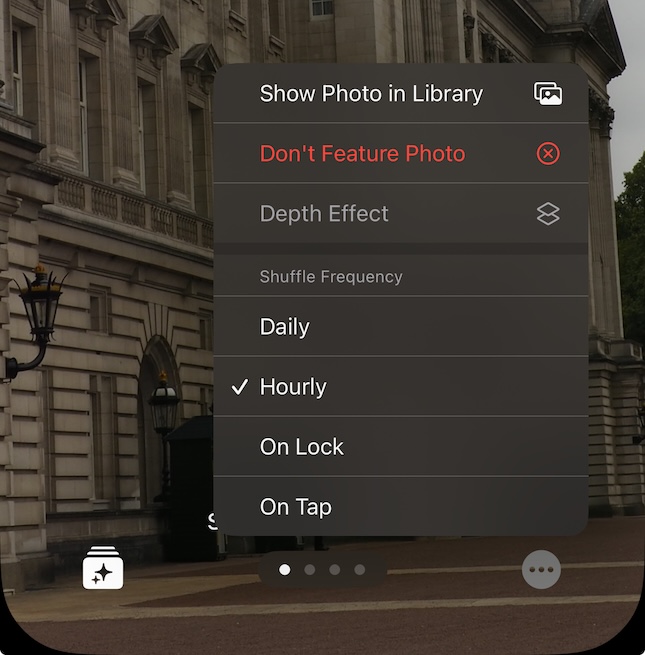 Show Photo in Library
Don't Feature Photo
Depth Effect
Shuffle Frequency
Daily
Hourly
On Lock
On Tap
S